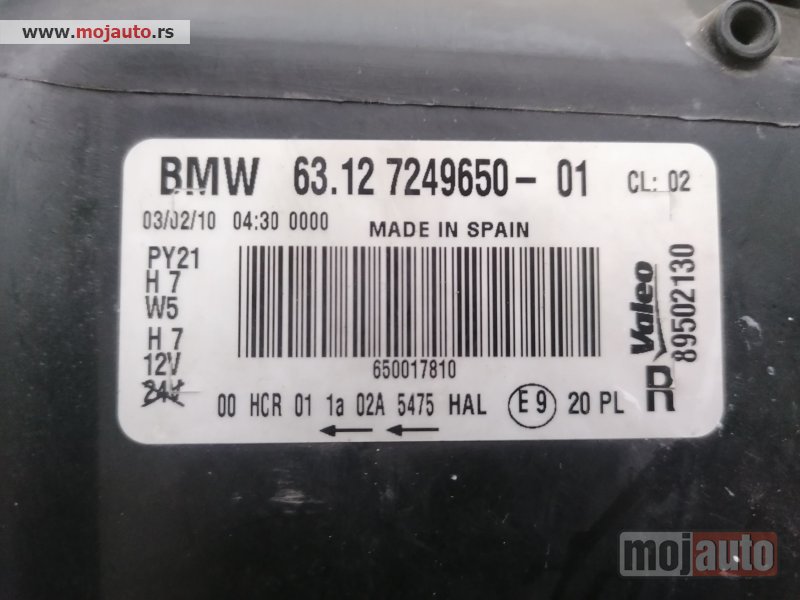 www.mojauto.rs
BMW 63.12 7249650-01 CL: 02
03/02/10 04:30 0000 MADE IN SPAIN
PY21
H 7
W5
H 7
12V
24V
650017810
00 HCR 01 1a 02A 5475 HAL E9 20 PL
Valeo
89502130
R
mojauto